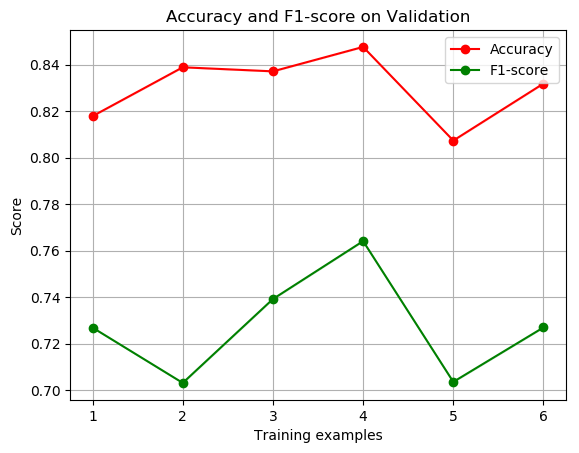 Accuracy and F1-score on Validation
Accuracy
F1-score
0.84
0.82
0.80
0.78
0.76
0.74
0.72
0.70
Score
1 2 3 4 5 6
Training examples